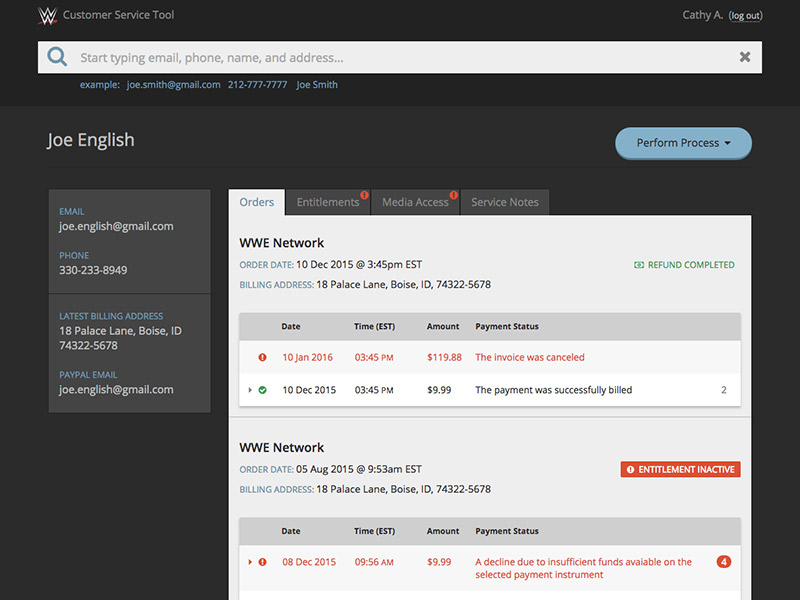 W Customer Service Tool
Cathy A. (log out)
Start typing email, phone, name, and address...
example: joe.smith@gmail.com 212-777-7777 Joe Smith
Joe English
Perform Process
EMAIL
joe.english@gmail.com
PHONE
330-233-8949
LATEST BILLING ADDRESS
18 Palace Lane, Boise, ID
74322-5678
PAYPAL EMAIL
joe.english@gmail.com
Orders Entitlements Media Access Service Notes
WWE Network
ORDER DATE: 10 Dec 2015 @ 3:45pm EST
REFUND COMPLETED
BILLING ADDRESS: 18 Palace Lane, Boise, ID, 74322-5678
Date Time (EST) Amount Payment Status
10 Jan 2016 03:45 PM $119.88 The invoice was canceled
10 Dec 2015 03:45 PM $9.99 The payment was successfully billed 2
WWE Network
ORDER DATE: 05 Aug 2015 @ 9:53am EST
ENTITLEMENT INACTIVE
BILLING ADDRESS: 18 Palace Lane, Boise, ID, 74322-5678
Date Time (EST) Amount Payment Status
08 Dec 2015 09:56 AM $9.99 A decline due to insufficient funds avaiable on the 4
selected payment instrument